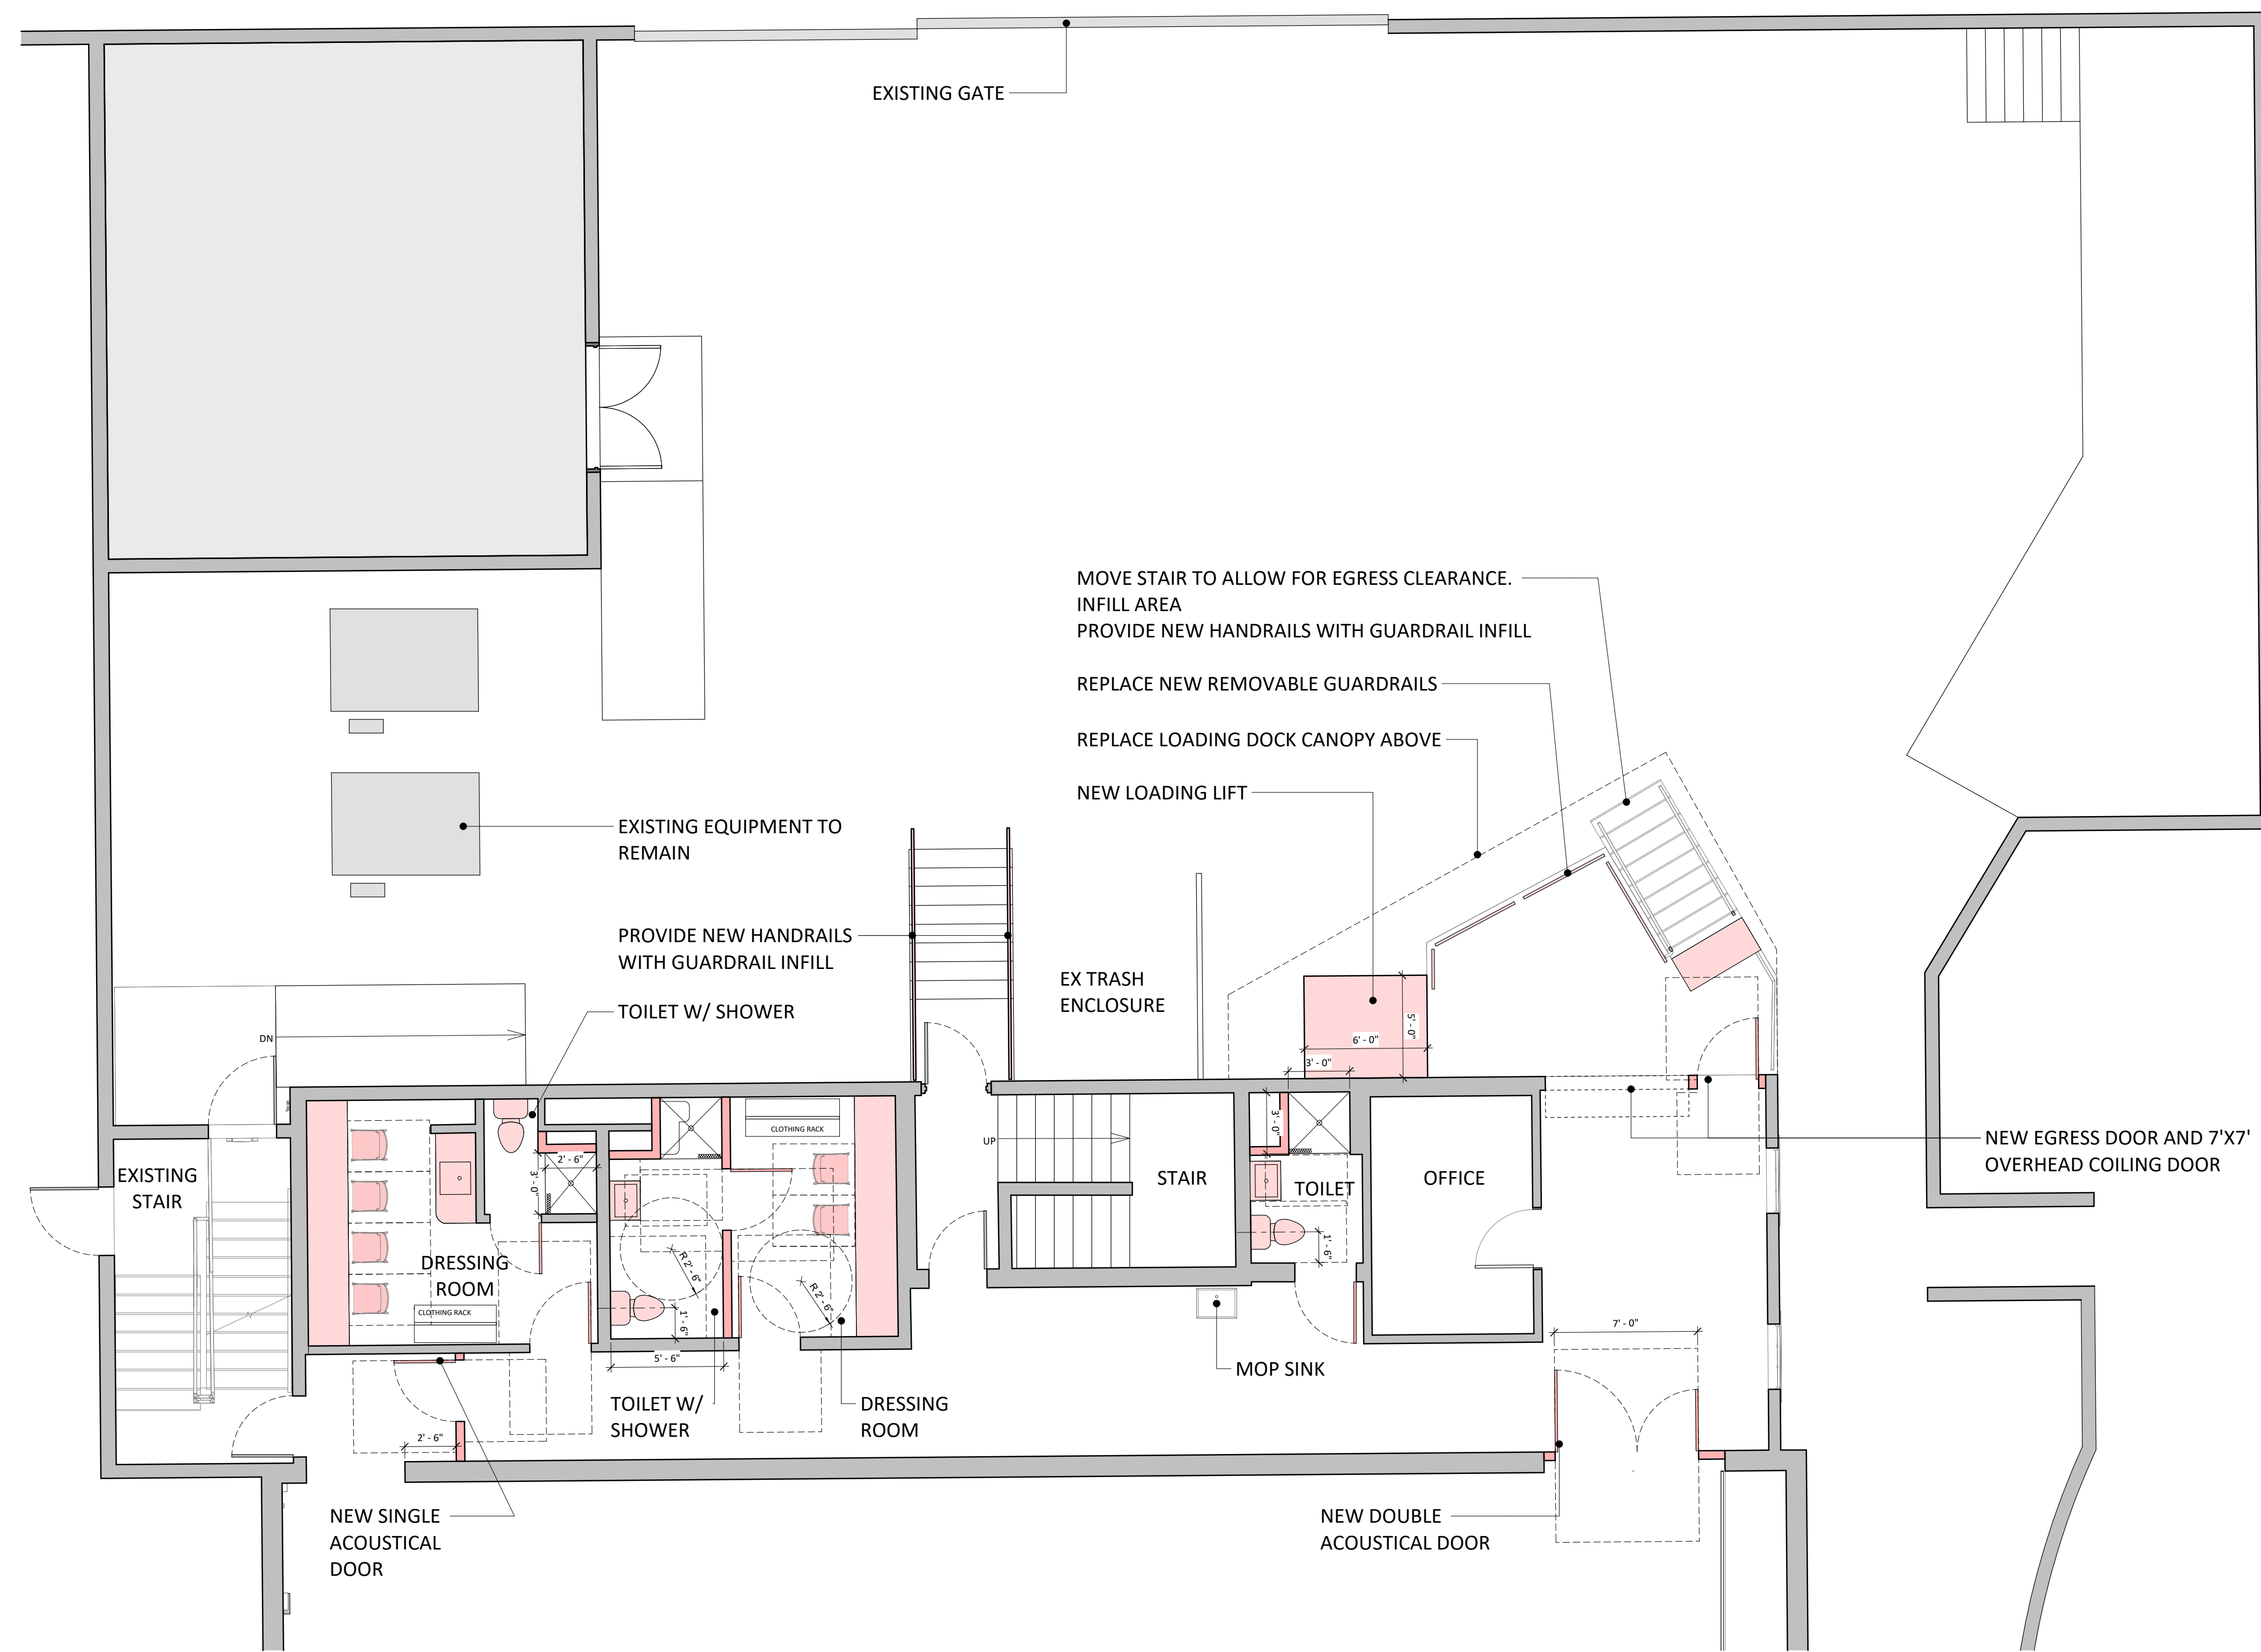 EXISTING GATE
MOVE STAIR TO ALLOW FOR EGRESS CLEARANCE.
INFILL AREA
PROVIDE NEW HANDRAILS WITH GUARDRAIL INFILL
REPLACE NEW REMOVABLE GUARDRAILS
REPLACE LOADING DOCK CANOPY ABOVE
NEW LOADING LIFT
EXISTING EQUIPMENT TO
REMAIN
PROVIDE NEW HANDRAILS
WITH GUARDRAIL INFILL
EX TRASH
ENCLOSURE
TOILET W/ SHOWER
DN
5' - 0"
6' - 0"
3' - 0"
3' - 0"
CLOTHING RACK
UP
NEW EGRESS DOOR AND 7'X7'
OVERHEAD COILING DOOR
EXISTING
STAIR
2' - 6"
3' - 0"
STAIR
TOILET
OFFICE
DRESSING
ROOM
R 2' - 6"
R 2' - 6"
1' - 6"
CLOTHING RACK
1' - 6"
7' - 0"
5' - 6"
MOP SINK
TOILET W/
SHOWER
DRESSING
ROOM
2' - 6"
NEW SINGLE
ACOUSTICAL
DOOR
NEW DOUBLE
ACOUSTICAL DOOR